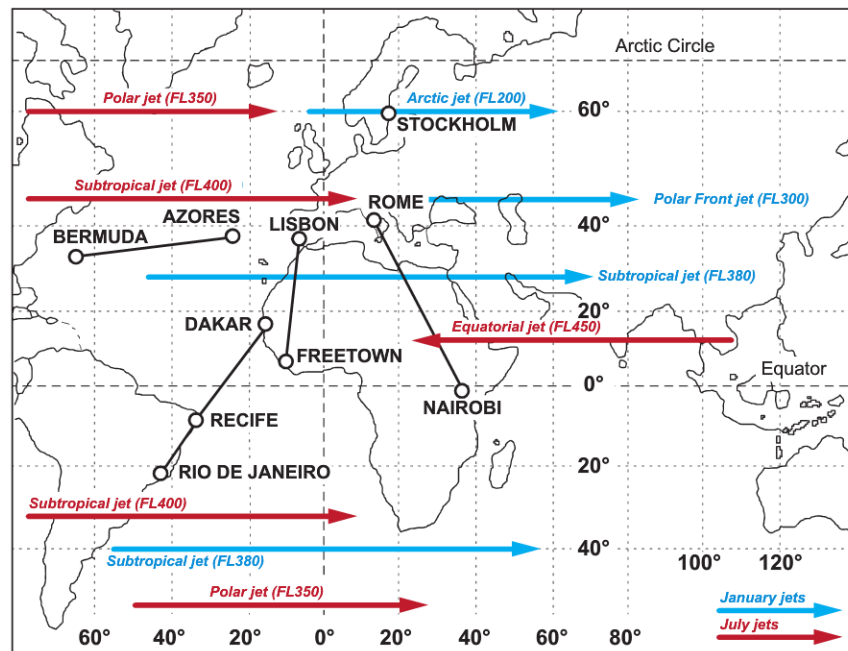 Arctic Circle
Polar jet (FL350)
Arctic jet (FL200)
60°
STOCKHOLM
Subtropical jet (FL400)
ROME
Polar Front jet (FL300)
AZORES
LISBON
40°
BERMUDA
Subtropical jet (FL380)
20°
DAKAR
Equatorial jet (FL450)
FREETOWN
Equator
0°
NAIROBI
RECIFE
RIO DE JANEIRO
20°
Subtropical jet (FL400)
40°
Subtropical jet (FL380)
100° 120°
Polar jet (FL350)
January jets
July jets
60° 40° 20° 0° 20° 40° 60° 80°